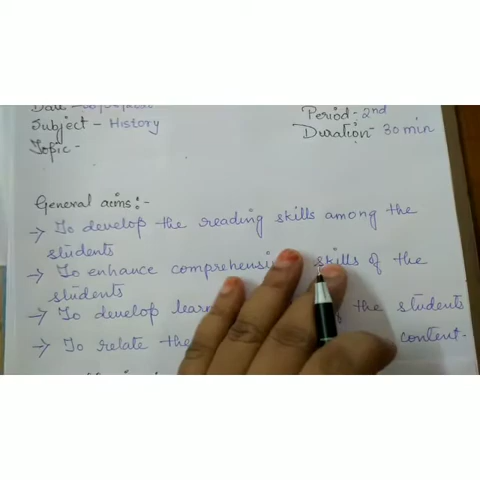 Period - 2nd
Subject - History
Duration - 30 min
Topic -
General aims :-
→ To develop the reading skills among the
students
→ To enhance comprehensi skills of the
students
→ To develop lear the students
→ To relate the content.